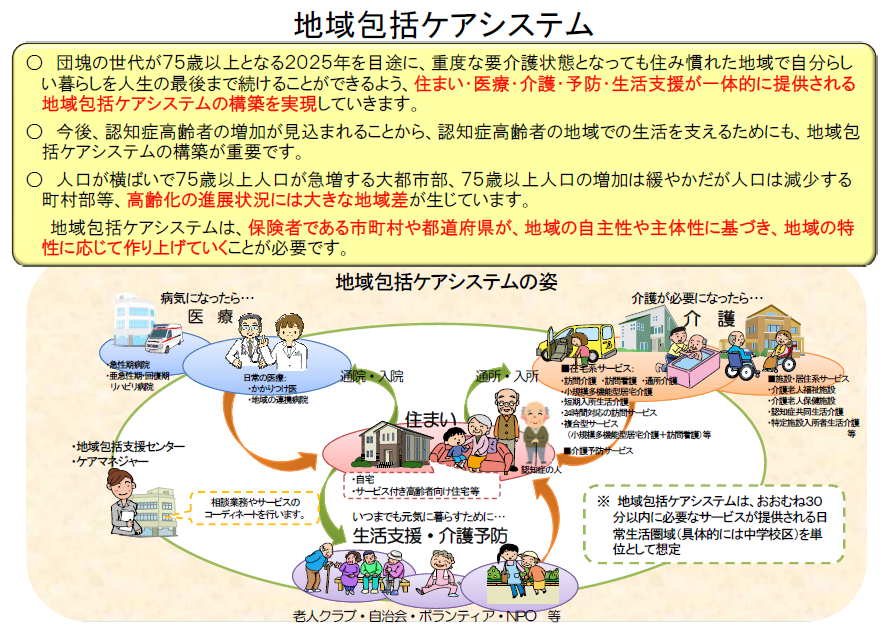 地域包括ケアシステム
○ 団塊の世代が75歳以上となる2025年を目途に、重度な要介護状態となっても住み慣れた地域で自分らし
い暮らしを人生の最後まで続けることができるよう、住まい・医療・介護・予防・生活支援が一体的に提供される
地域包括ケアシステムの構築を実現していきます。
○ 今後、認知症高齢者の増加が見込まれることから、認知症高齢者の地域での生活を支えるためにも、地域包
括ケアシステムの構築が重要です。
○ 人口が横ばいで75歳以上人口が急増する大都市部、75歳以上人口の増加は緩やかだが人口は減少する
町村部等、高齢化の進展状況には大きな地域差が生じています。
地域包括ケアシステムは、保険者である市町村や都道府県が、地域の自主性や主体性に基づき、地域の特
性に応じて作り上げていくことが必要です。
地域包括ケアシステムの姿
病気になったら…
医 療
・急性期病院
・亜急性期・回復期
リハビリ病院
日常の医療:
・かかりつけ医
・地域の連携病院
通院・入院
通所・入所
介護が必要になったら…
介 護
■在宅系サービス:
・訪問介護 ・訪問看護 ・通所介護
・小規模多機能型居宅介護
・短期入所生活介護
・24時間対応の訪問サービス
・複合型サービス
(小規模多機能型居宅介護+訪問看護)等
■介護予防サービス
■施設・居住系サービス
・介護老人福祉施設
・介護老人保健施設
・認知症共同生活介護
・特定施設入所者生活介護
等
住まい
認知症の人
・自宅
・サービス付き高齢者向け住宅等
・地域包括支援センター
・ケアマネジャー
相談業務やサービスの
コーディネートを行います。
いつまでも元気に暮らすために…
生活支援・介護予防
老人クラブ・自治会・ボランティア・NPO 等
※ 地域包括ケアシステムは、おおむね30
分以内に必要なサービスが提供される日
常生活圏域(具体的には中学校区)を単
位として想定